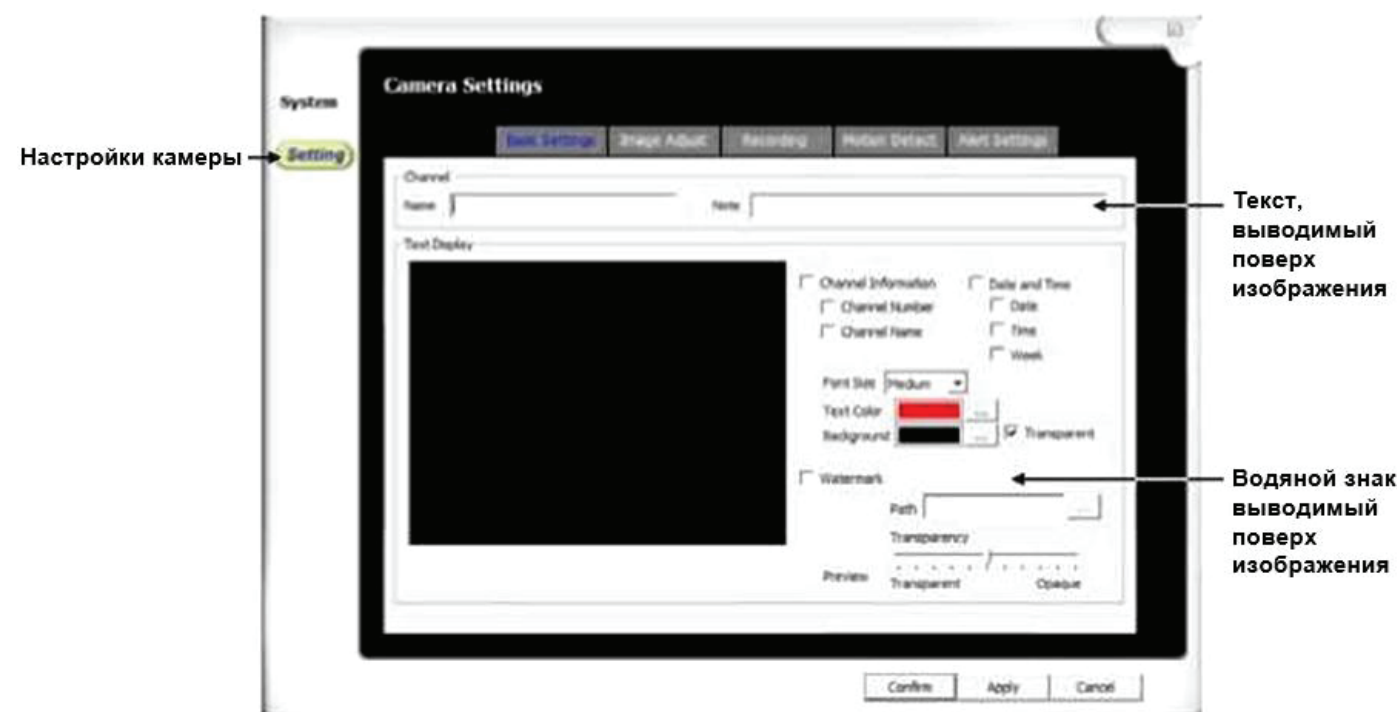 Camera Settings
System
Setting
Настройки камеры
Basic Settings
Image Adjust
Recording
Motion Detect
Alert Settings
Channel
Name
Note
Текст,
выводимый
поверх
изображения
Text Display
Channel Information
Date and Time
Channel Number
Date
Channel Name
Time
Week
Font Size
Medium
Text Color
...
Background
...
Transparent
Watermark
Водяной знак
выводимый
поверх
изображения
Path
...
Transparency
Preview
Transparent
Opaque
Confirm
Apply
Cancel